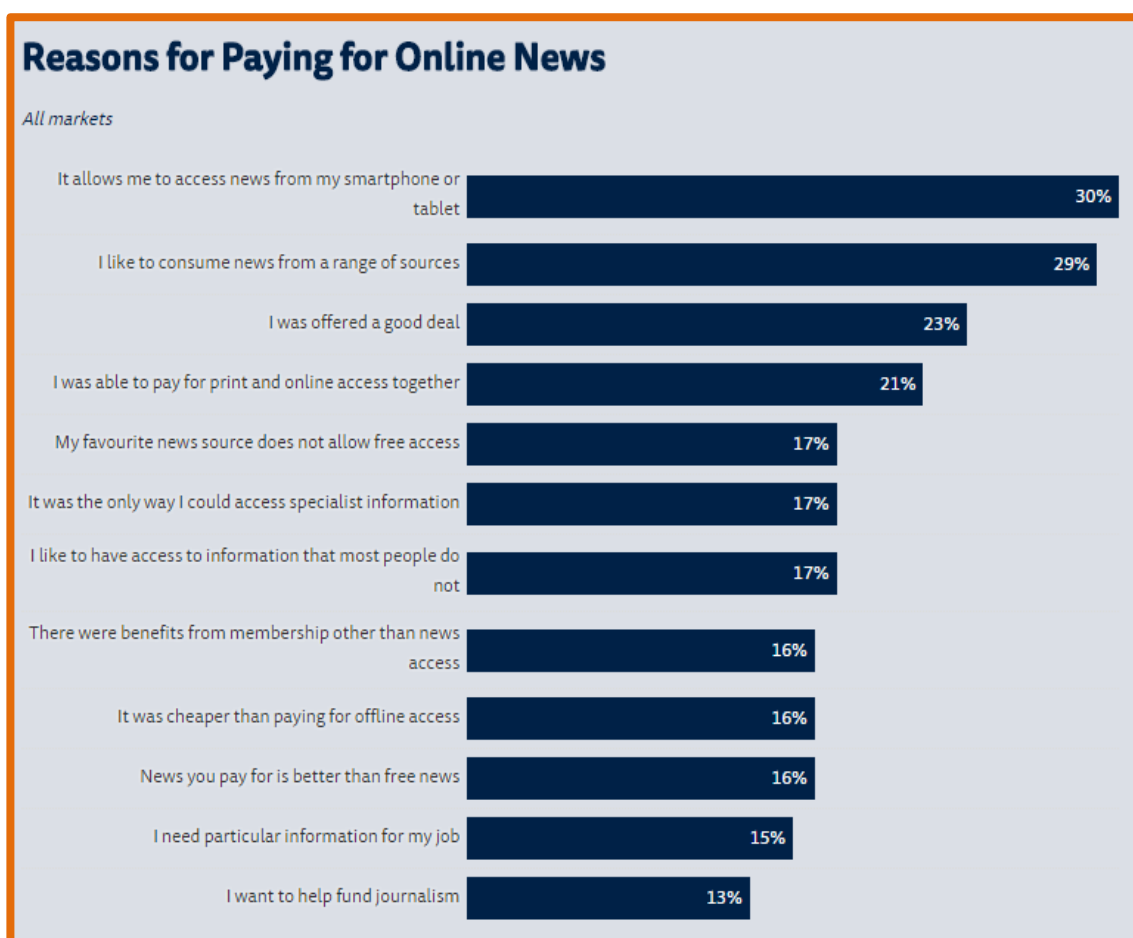 Reasons for Paying for Online News
All markets
It allows me to access news from my smartphone or
tablet
30%
I like to consume news from a range of sources
29%
I was offered a good deal
23%
I was able to pay for print and online access together
21%
My favourite news source does not allow free access
17%
It was the only way I could access specialist information
17%
I like to have access to information that most people do
not
17%
There were benefits from membership other than news
access
16%
It was cheaper than paying for offline access
16%
News you pay for is better than free news
16%
I need particular information for my job
15%
I want to help fund journalism
13%